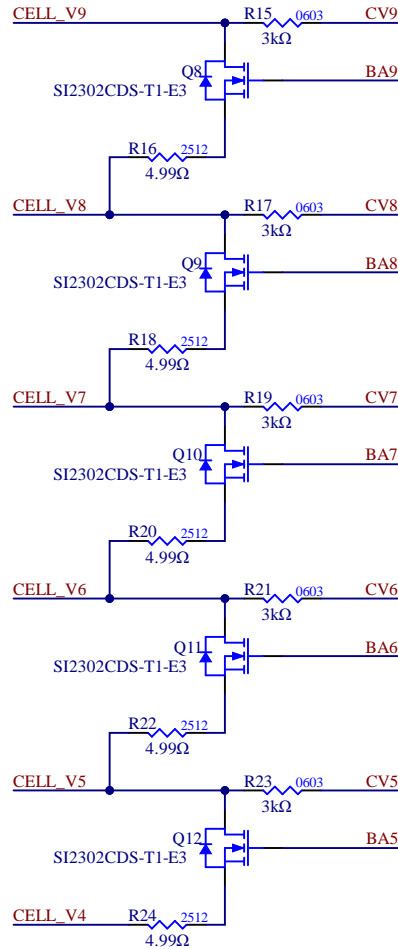 CELL_V9 R15 0603 CV9
3kΩ
Q8 BA9
SI2302CDS-T1-E3
R16 2512
4.99Ω
CELL_V8 R17 0603 CV8
3kΩ
Q9 BA8
SI2302CDS-T1-E3
R18 2512
4.99Ω
CELL_V7 R19 0603 CV7
3kΩ
Q10 BA7
SI2302CDS-T1-E3
R20 2512
4.99Ω
CELL_V6 R21 0603 CV6
3kΩ
Q11 BA6
SI2302CDS-T1-E3
R22 2512
4.99Ω
CELL_V5 R23 0603 CV5
3kΩ
Q12 BA5
SI2302CDS-T1-E3
CELL_V4 R24 2512
4.99Ω